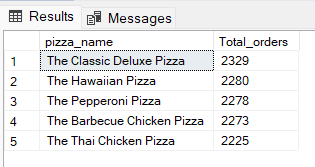 Results Messages
pizza_name Total_orders
1 The Classic Deluxe Pizza 2329
2 The Hawaiian Pizza 2280
3 The Pepperoni Pizza 2278
4 The Barbecue Chicken Pizza 2273
5 The Thai Chicken Pizza 2225